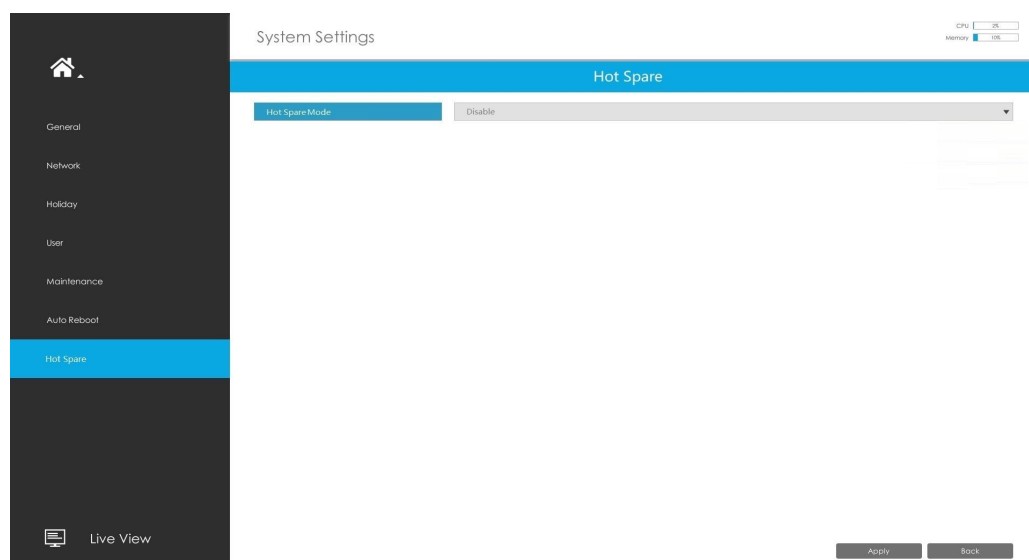 System Settings
CPU 2%
Memory 10%
Hot Spare
Hot Spare Mode
Disable
General
Network
Holiday
User
Maintenance
Auto Reboot
Hot Spare
Live View
Apply
Back